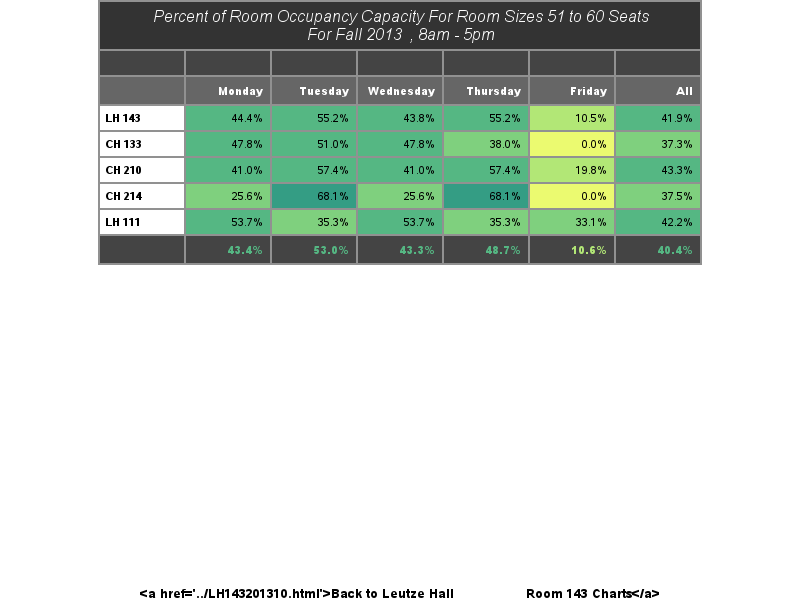 Percent of Room Occupancy Capacity For Room Sizes 51 to 60 Seats
For Fall 2013 , 8am - 5pm
Monday Tuesday Wednesday Thursday Friday All
LH 143 44.4% 55.2% 43.8% 55.2% 10.5% 41.9%
CH 133 47.8% 51.0% 47.8% 38.0% 0.0% 37.3%
CH 210 41.0% 57.4% 41.0% 57.4% 19.8% 43.3%
CH 214 25.6% 68.1% 25.6% 68.1% 0.0% 37.5%
LH 111 53.7% 35.3% 53.7% 35.3% 33.1% 42.2%
43.4% 53.0% 43.3% 48.7% 10.6% 40.4%
<a href='../LH143201310.html'>Back to Leutze Hall Room 143 Charts</a>